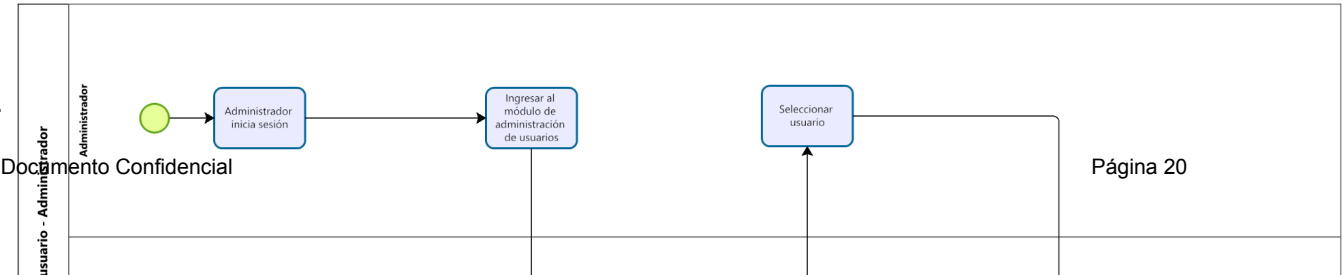 usuario - Administrador
Administrador
Administrador
inicia sesión
Ingresar al
módulo de
administración
de usuarios
Seleccionar
usuario
Documento Confidencial
Página 20